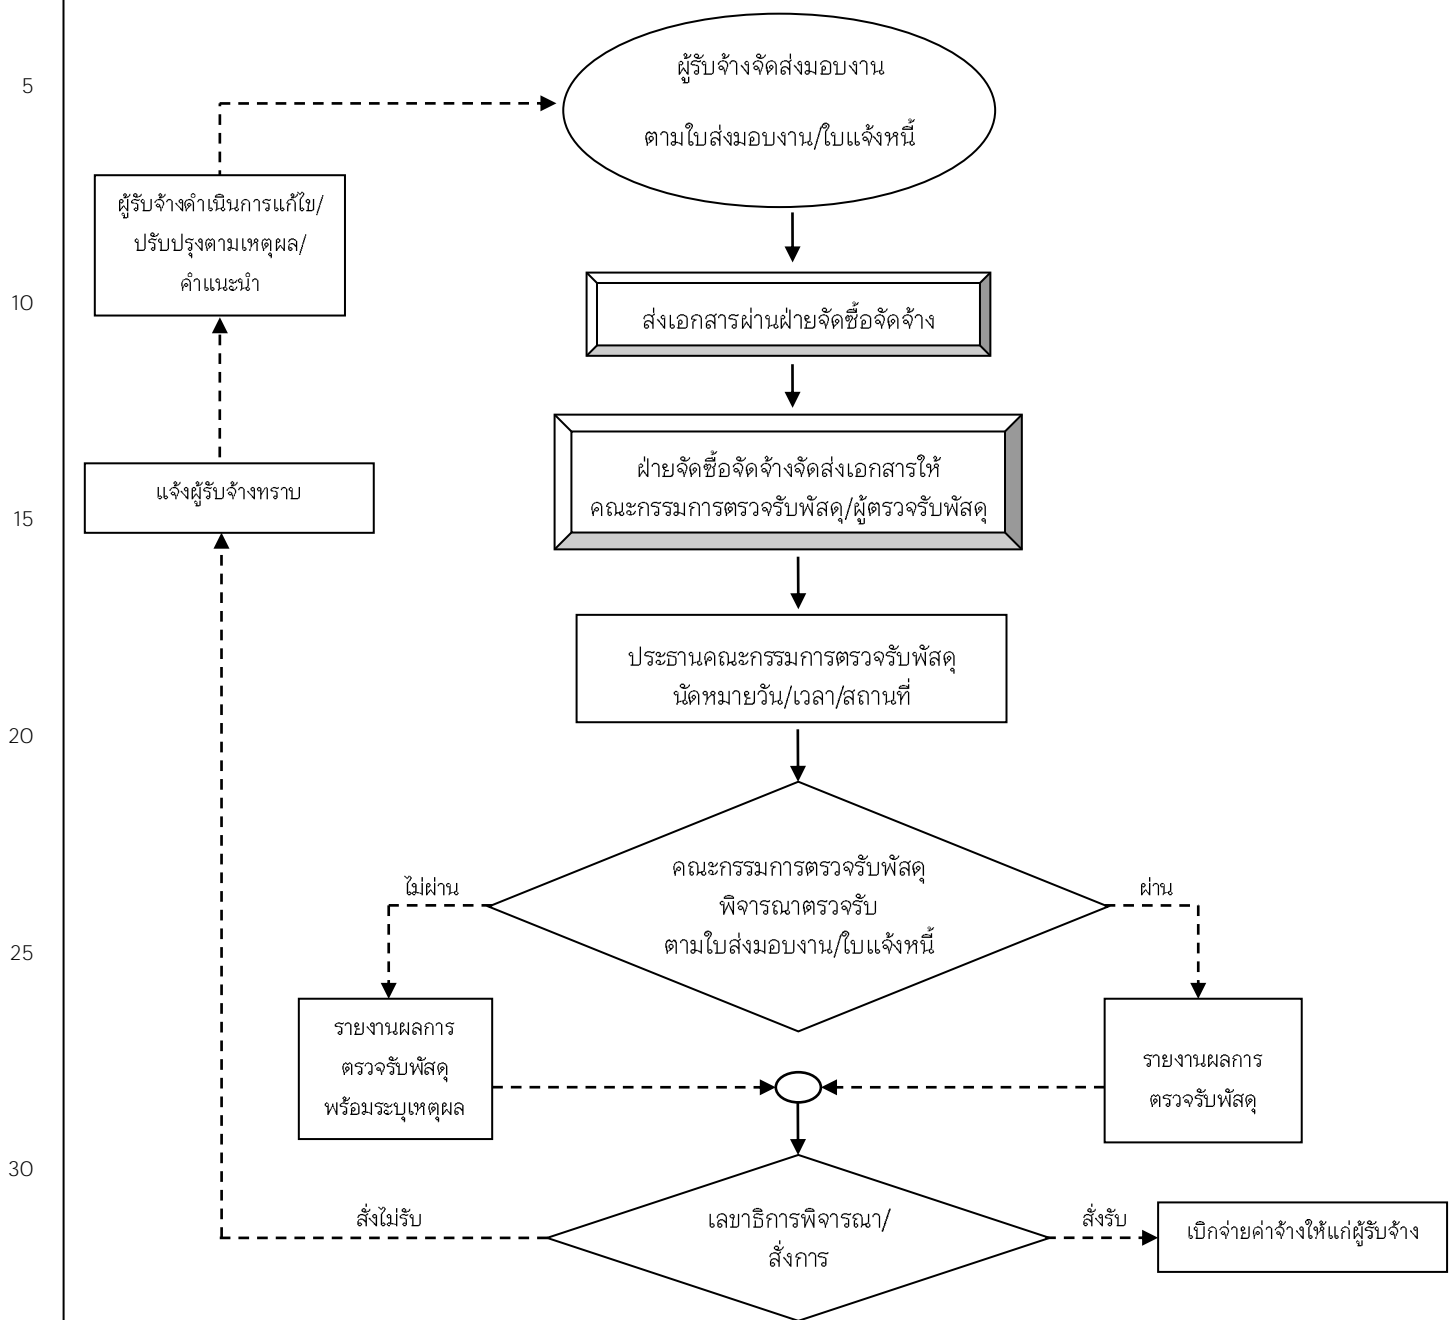 ผู้รับจ้างจัดส่งมอบงาน
5
ตามใบส่งมอบงาน/ใบแจ้งหนี้
ผู้รับจ้างดำเนินการแก้ไข/
ปรับปรุงตามเหตุผล/
คำแนะนำ
10
ส่งเอกสารผ่านฝ่ายจัดซื้อจัดจ้าง
ฝ่ายจัดซื้อจัดจ้างจัดส่งเอกสารให้
คณะกรรมการตรวจรับพัสดุ/ผู้ตรวจรับพัสดุ
แจ้งผู้รับจ้างทราบ
15
ประธานคณะกรรมการตรวจรับพัสดุ
นัดหมายวัน/เวลา/สถานที่
20
คณะกรรมการตรวจรับพัสดุ
พิจารณาตรวจรับ
ตามใบส่งมอบงาน/ใบแจ้งหนี้
ไม่ผ่าน
ผ่าน
25
รายงานผลการ
ตรวจรับพัสดุ
พร้อมระบุเหตุผล
รายงานผลการ
ตรวจรับพัสดุ
30
สั่งไม่รับ
เลขาธิการพิจารณา/
สั่งการ
สั่งรับ
เบิกจ่ายค่าจ้างให้แก่ผู้รับจ้าง